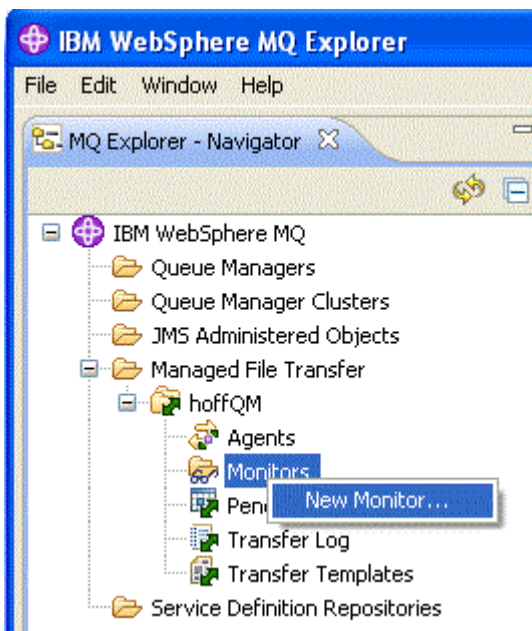 IBM WebSphere MQ Explorer
File Edit Window Help
MQ Explorer - Navigator
IBM WebSphere MQ
Queue Managers
Queue Manager Clusters
JMS Administered Objects
Managed File Transfer
hoffQM
Agents
Monitors
New Monitor...
Transfer Log
Transfer Templates
Service Definition Repositories